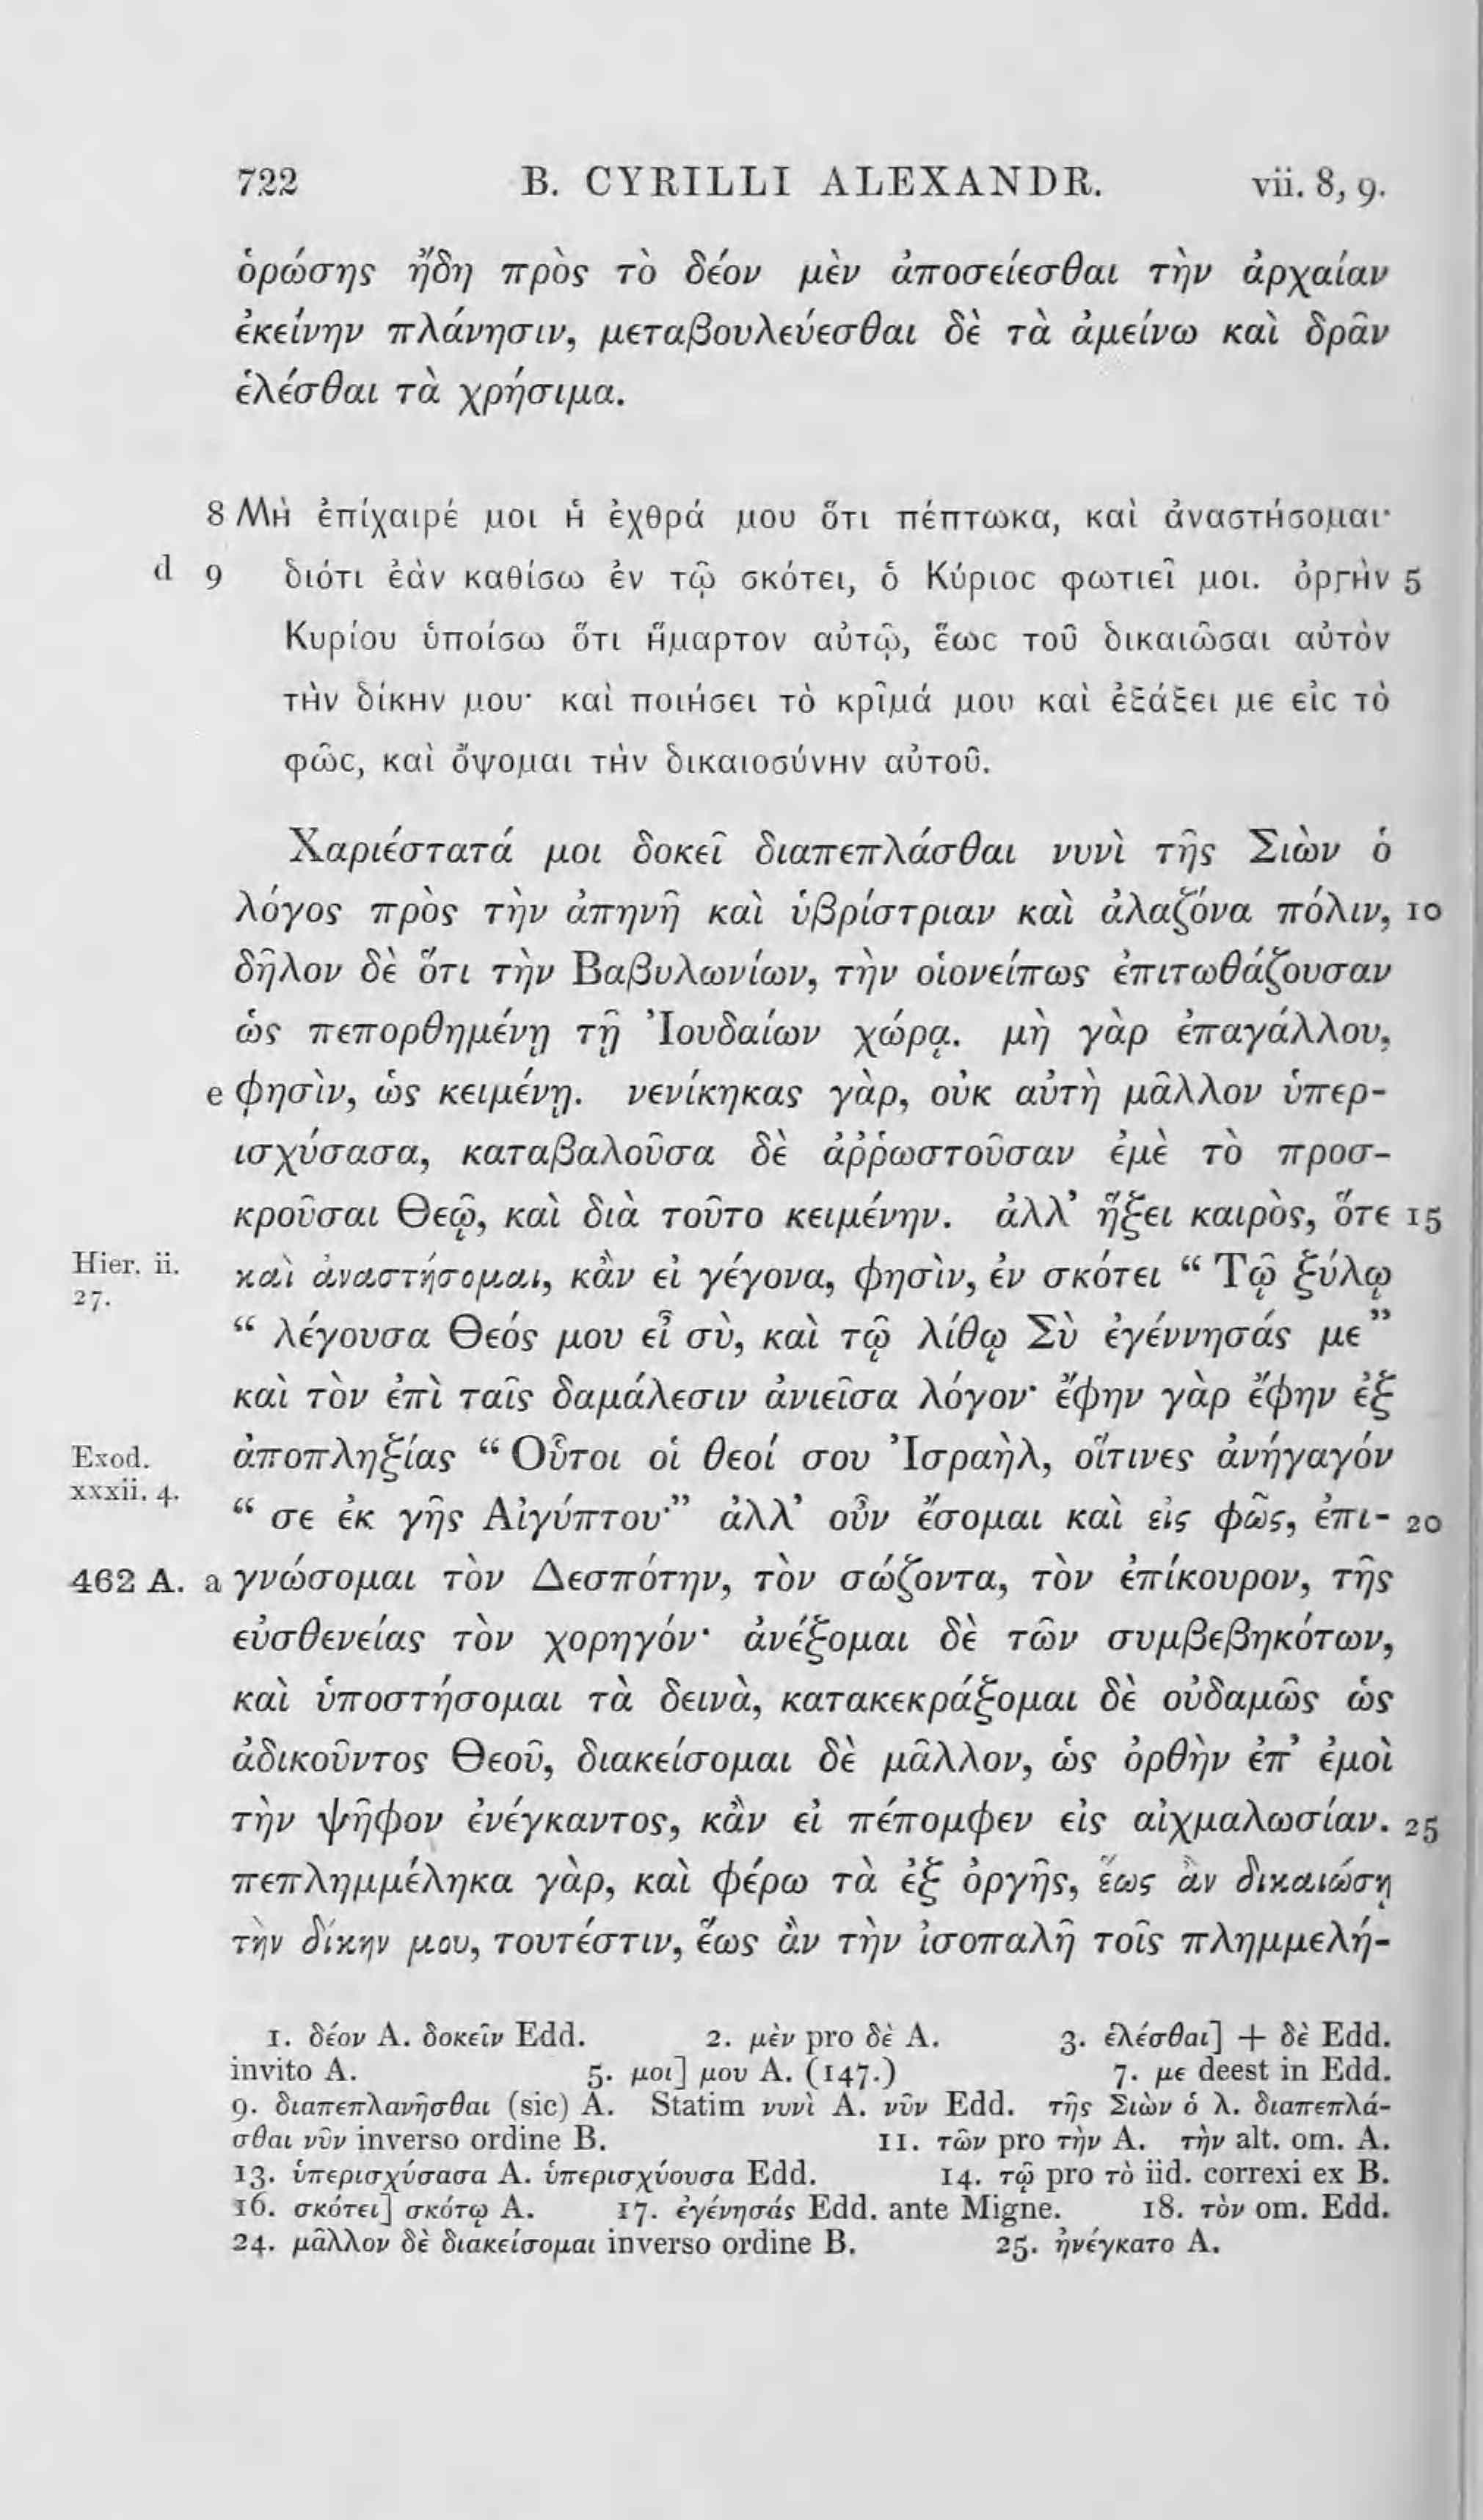 722 B. CYRILLI ALEXANDR. vii. 8, 9.
ὁρώσης ἤδη πρὸς τὸ δέον μὲν ἀποσείεσθαι τὴν ἀρχαίαν
ἐκείνην πλάνησιν, μεταβουλεύεσθαι δὲ τὰ ἀμείνω καὶ δρᾶν
ἑλέσθαι τὰ χρήσιμα.
8 Μὴ ἐπίχαιρέ μοι ἡ ἐχθρά μου ὅτι πέπτωκα, καὶ ἀναστήσομαι·
d 9 διότι ἐὰν καθίσω ἐν τῷ σκότει, ὁ Κύριος φωτιεῖ μοι. ὀργὴν 5
Κυρίου ὑποίσω ὅτι ἥμαρτον αὐτῷ, ἕως τοῦ δικαιῶσαι αὐτὸν
τὴν δίκην μου· καὶ ποιήσει τὸ κρῖμά μου καὶ ἐξάξει με εἰς τὸ
φῶς, καὶ ὄψομαι τὴν δικαιοσύνην αὐτοῦ.
Χαριέστατά μοι δοκεῖ διαπεπλάσθαι νυνὶ τῆς Σιὼν ὁ
λόγος πρὸς τὴν ἀπηνῆ καὶ ὑβρίστριαν καὶ ἀλαζόνα πόλιν, 10
δῆλον δὲ ὅτι τὴν Βαβυλωνίων, τὴν οἱονείπως ἐπιτωθάζουσαν
ὡς πεπορθημένῃ τῇ Ἰουδαίων χώρᾳ. μὴ γὰρ ἐπαγάλλου,
e φησὶν, ὡς κειμένῃ. νενίκηκας γὰρ, οὐκ αὐτὴ μᾶλλον ὑπερ-
ισχύσασα, καταβαλοῦσα δὲ ἀῤῥωστοῦσαν ἐμὲ τὸ προσ-
κροῦσαι Θεῷ, καὶ διὰ τοῦτο κειμένην. ἀλλ’ ἥξει καιρὸς, ὅτε 15
Hier. ii. 27.
καὶ ἀναστήσομαι, κἂν εἰ γέγονα, φησὶν, ἐν σκότει “ Τῷ ξύλῳ
“ λέγουσα Θεός μου εἶ σὺ, καὶ τῷ λίθῳ Σὺ ἐγέννησάς με”
καὶ τὸν ἐπὶ ταῖς δαμάλεσιν ἀνιεῖσα λόγον· ἔφην γὰρ ἔφην ἐξ
Exod. xxxii. 4.
ἀποπληξίας “ Οὗτοι οἱ θεοί σου Ἰσραὴλ, οἵτινες ἀνήγαγόν
“ σε ἐκ γῆς Αἰγύπτου·” ἀλλ’ οὖν ἔσομαι καὶ εἰς φῶς, ἐπι- 20
462 A. a γνώσομαι τὸν Δεσπότην, τὸν σώζοντα, τὸν ἐπίκουρον, τῆς
εὐσθενείας τὸν χορηγόν· ἀνέξομαι δὲ τῶν συμβεβηκότων,
καὶ ὑποστήσομαι τὰ δεινὰ, κατακεκράξομαι δὲ οὐδαμῶς ὡς
ἀδικοῦντος Θεοῦ, διακείσομαι δὲ μᾶλλον, ὡς ὀρθὴν ἐπ’ ἐμοὶ
τὴν ψῆφον ἐνέγκαντος, κἂν εἰ πέπομφεν εἰς αἰχμαλωσίαν. 25
πεπλημμέληκα γὰρ, καὶ φέρω τὰ ἐξ ὀργῆς, ἕως ἂν δικαιώσῃ
τὴν δίκην μου, τουτέστιν, ἕως ἂν τὴν ἰσοπαλῆ τοῖς πλημμελή-
1. δέον A. δοκεῖν Edd. 2. μὲν pro δὲ A. 3. ἑλέσθαι] + δὲ Edd.
invito A. 5. μοι] μου A. (147.) 7. με deest in Edd.
9. διαπεπλανῆσθαι (sic) A. Statim νυνὶ A. νῦν Edd. τῆς Σιὼν ὁ λ. διαπεπλά-
σθαι νῦν inverso ordine B. 11. τῶν pro τὴν A. τὴν alt. om. A.
13. ὑπερισχύσασα A. ὑπερισχύουσα Edd. 14. τῷ pro τὸ iid. correxi ex B.
16. σκότει] σκότῳ A. 17. ἐγένησάς Edd. ante Migne. 18. τὸν om. Edd.
24. μᾶλλον δὲ διακείσομαι inverso ordine B. 25. ἠνέγκατο A.